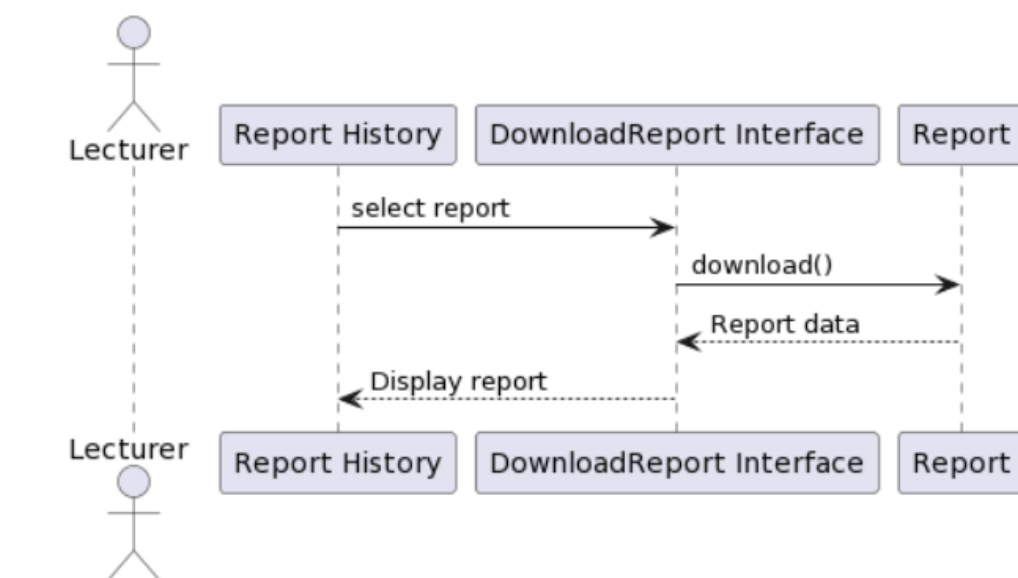 Lecturer
Report History
DownloadReport Interface
Report
select report
download()
Report data
Display report
Lecturer
Report History
DownloadReport Interface
Report